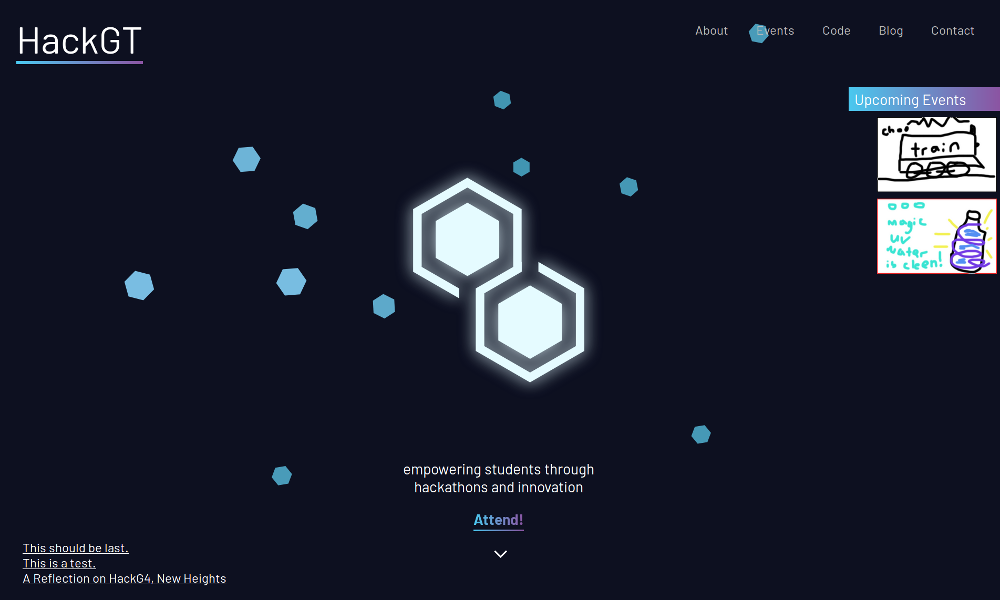 HackGT
About Events Code Blog Contact
Upcoming Events
choo
train
magic
UV
water
is clean!
empowering students through
hackathons and innovation
Attend!
This should be last.
This is a test.
A Reflection on HackG4, New Heights